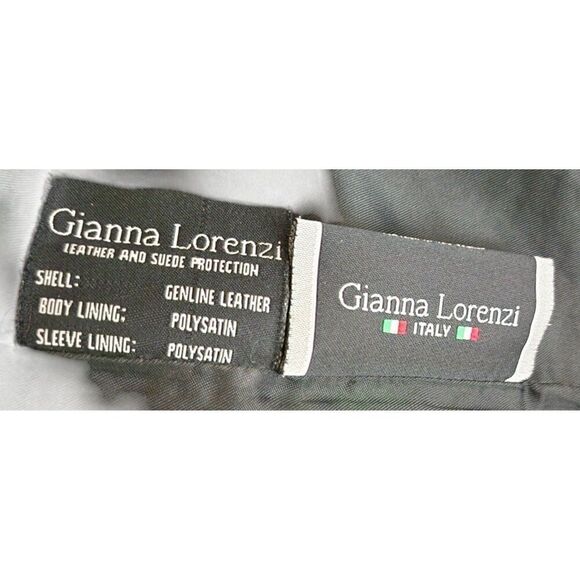 Gianna Lorenzi
LEATHER AND SUEDE PROTECTION
SHELL: GENLINE LEATHER
BODY LINING: POLYSATIN
SLEEVE LINING: POLYSATIN
Gianna Lorenzi
ITALY